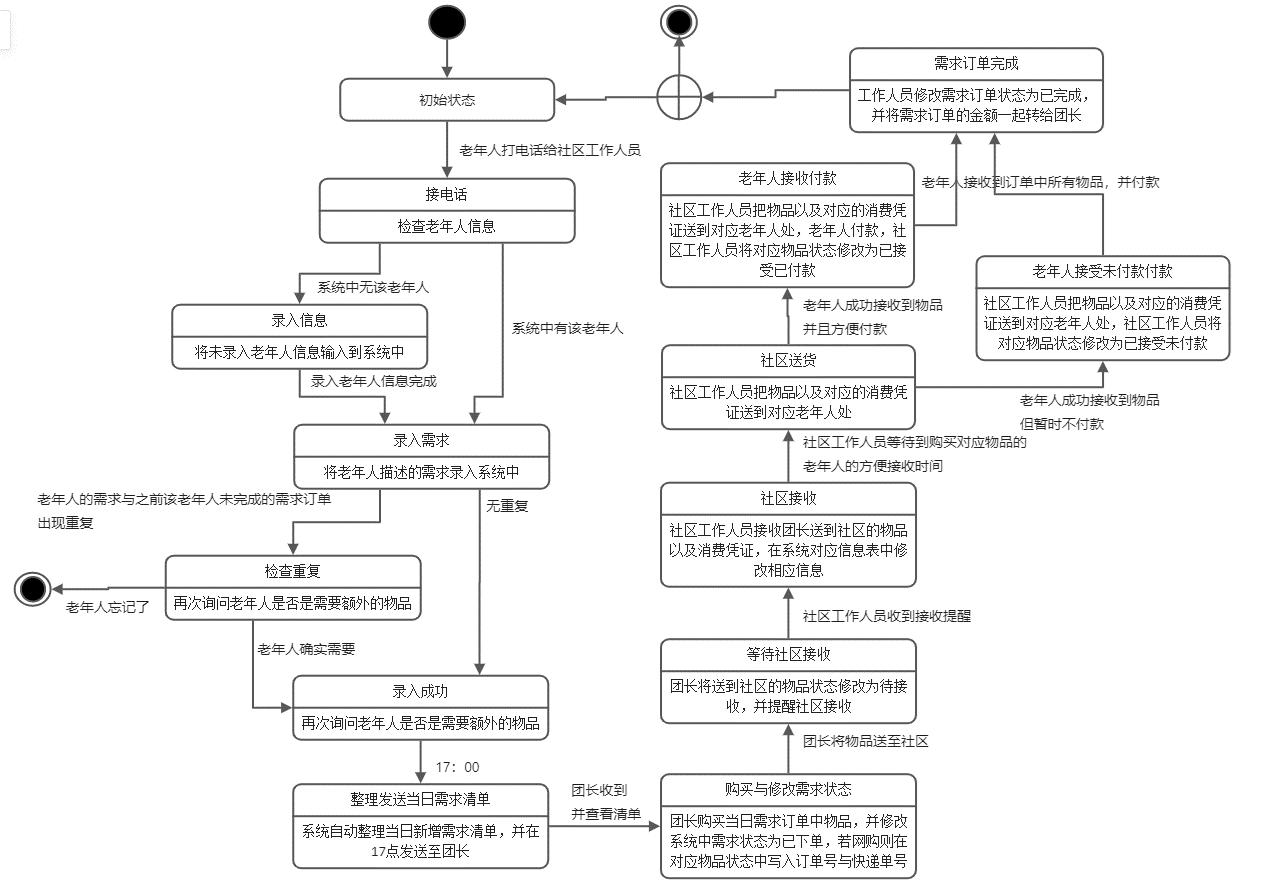 初始状态
老年人打电话给社区工作人员
接电话
检查老年人信息
系统中无该老年人
系统中有该老年人
录入信息
将未录入老年人信息输入到系统中
录入老年人信息完成
录入需求
将老年人描述的需求录入系统中
老年人的需求与之前该老年人未完成的需求订单
出现重复
无重复
检查重复
再次询问老年人是否是需要额外的物品
老年人忘记了
老年人确实需要
录入成功
再次询问老年人是否是需要额外的物品
17：00
整理发送当日需求清单
系统自动整理当日新增需求清单，并在
17点发送至团长
团长收到
并查看清单
购买与修改需求状态
团长购买当日需求订单中物品，并修改
系统中需求状态为已下单，若网购则在
对应物品状态中写入订单号与快递单号
团长将物品送至社区
等待社区接收
团长将送到社区的物品状态修改为待接
收，并提醒社区接收
社区工作人员收到接收提醒
社区接收
社区工作人员接收团长送到社区的物品
以及消费凭证，在系统对应信息表中修
改相应信息
社区工作人员等待到购买对应物品的
老年人的方便接收时间
社区送货
社区工作人员把物品以及对应的消费凭
证送到对应老年人处
老年人成功接收到物品
并且方便付款
老年人成功接收到物品
但暂时不付款
老年人接收付款
社区工作人员把物品以及对应的消费凭
证送到对应老年人处，老年人付款，社
区工作人员将对应物品状态修改为已接
受已付款
老年人接受未付款付款
社区工作人员把物品以及对应的消费凭
证送到对应老年人处，社区工作人员将
对应物品状态修改为已接受未付款
老年人接收到订单中所有物品，并付款
需求订单完成
工作人员修改需求订单状态为已完成，
并将需求订单的金额一起转给团长